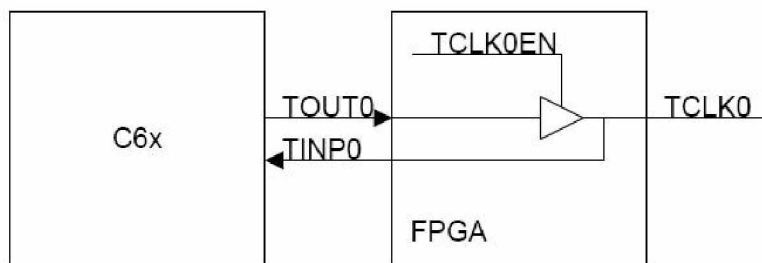 TCLK0EN
TOUT0
TCLK0
C6x
TINP0
FPGA